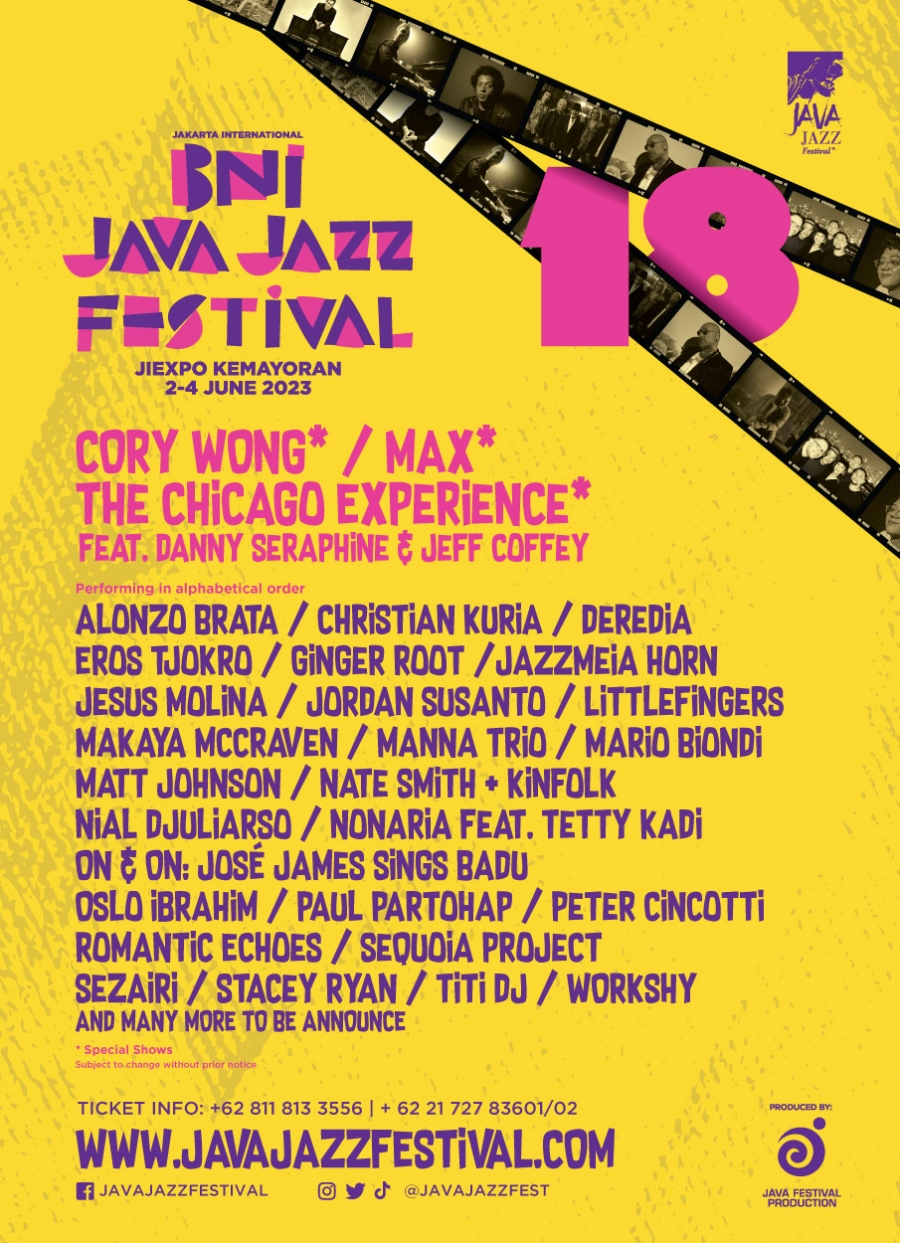 JAKARTA INTERNATIONAL
BNI
JAVA JAZZ
FESTIVAL
JIEXPO KEMAYORAN
2-4 JUNE 2023
JAVA
JAZZ
Festival™
18
CORY WONG* / MAX*
THE CHICAGO EXPERIENCE*
FEAT. DANNY SERAPHINE & JEFF COFFEY
Performing in alphabetical order
ALONZO BRATA / CHRISTIAN KURIA / DEREDIA
EROS TJOKRO / GINGER ROOT /JAZZMEIA HORN
JESUS MOLINA / JORDAN SUSANTO / LITTLEFINGERS
MAKAYA MCCRAVEN / MANNA TRIO / MARIO BIONDI
MATT JOHNSON / NATE SMITH + KINFOLK
NIAL DJULIARSO / NONARIA FEAT. TETTY KADI
ON & ON: JOSÉ JAMES SINGS BADU
OSLO IBRAHIM / PAUL PARTOHAP / PETER CINCOTTI
ROMANTIC ECHOES / SEQUOIA PROJECT
SEZAIRI / STACEY RYAN / TITI DJ / WORKSHY
AND MANY MORE TO BE ANNOUNCE
* Special Shows
Subject to change without prior notice
TICKET INFO: +62 811 813 3556 | + 62 21 727 83601/02
WWW.JAVAJAZZFESTIVAL.COM
JAVAJAZZFESTIVAL @JAVAJAZZFEST
PRODUCED BY:
JAVA FESTIVAL
PRODUCTION